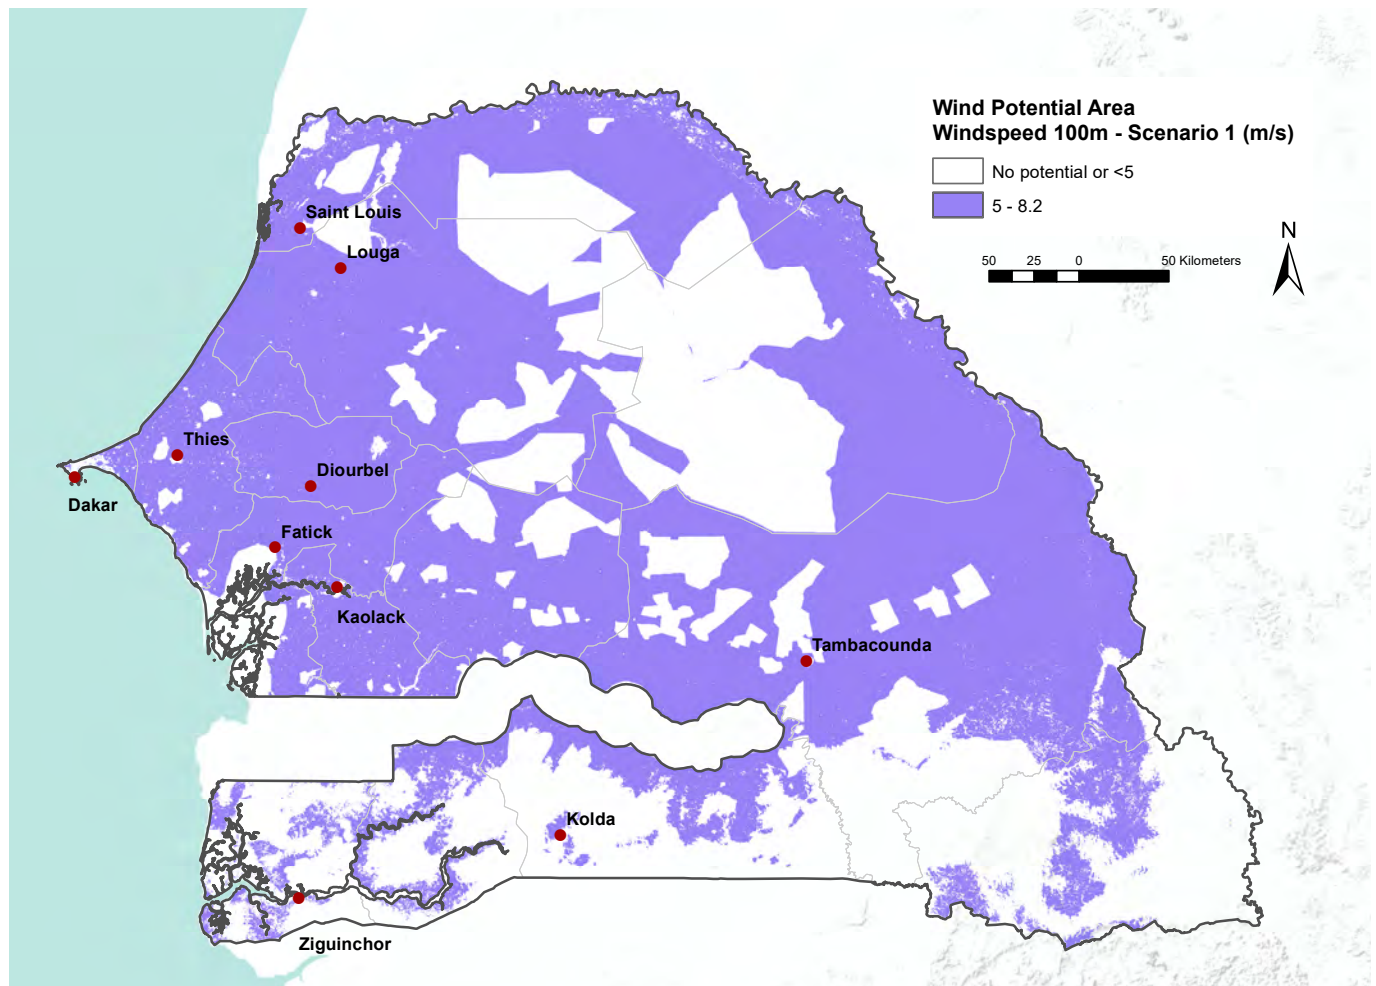 Wind Potential Area
Windspeed 100m - Scenario 1 (m/s)
No potential or <5
5 - 8.2
N
50 25 0 50 Kilometers
Saint Louis
Louga
Thies
Diourbel
Dakar
Fatick
Kaolack
Tambacounda
Kolda
Ziguinchor